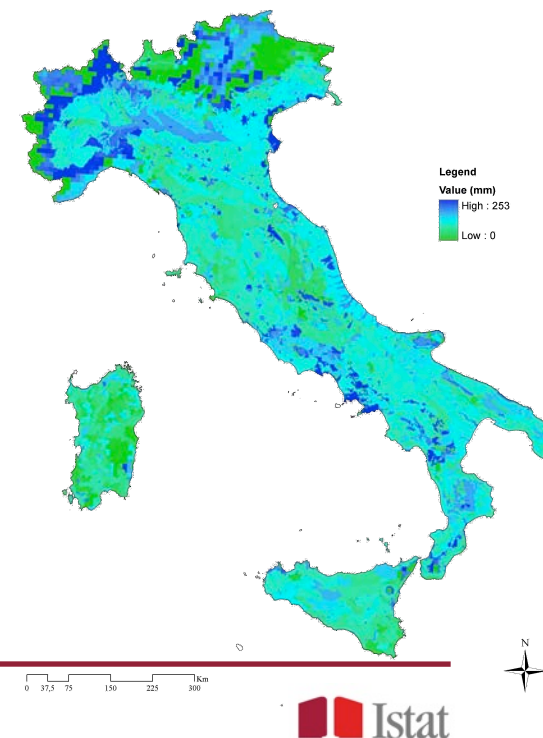 Legend
Value (mm)
High : 253
Low : 0
N
Km
0 37,5 75 150 225 300
Istat